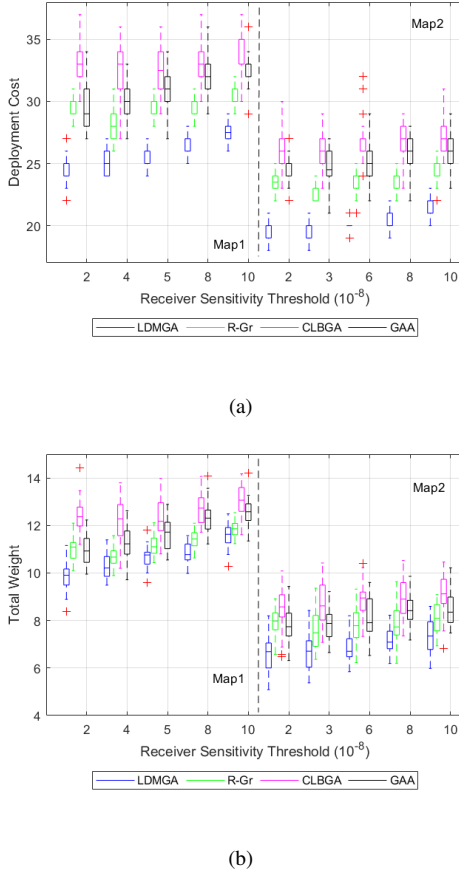 35
30
25
20
Deployment Cost
Map2
Map1
2 4 5 8 10 2 3 6 8 10
Receiver Sensitivity Threshold (10-8)
LDMGA R-Gr CLBGA GAA
(a)
14
12
10
8
6
4
Total Weight
Map2
Map1
2 4 5 8 10 2 3 6 8 10
Receiver Sensitivity Threshold (10-8)
LDMGA R-Gr CLBGA GAA
(b)